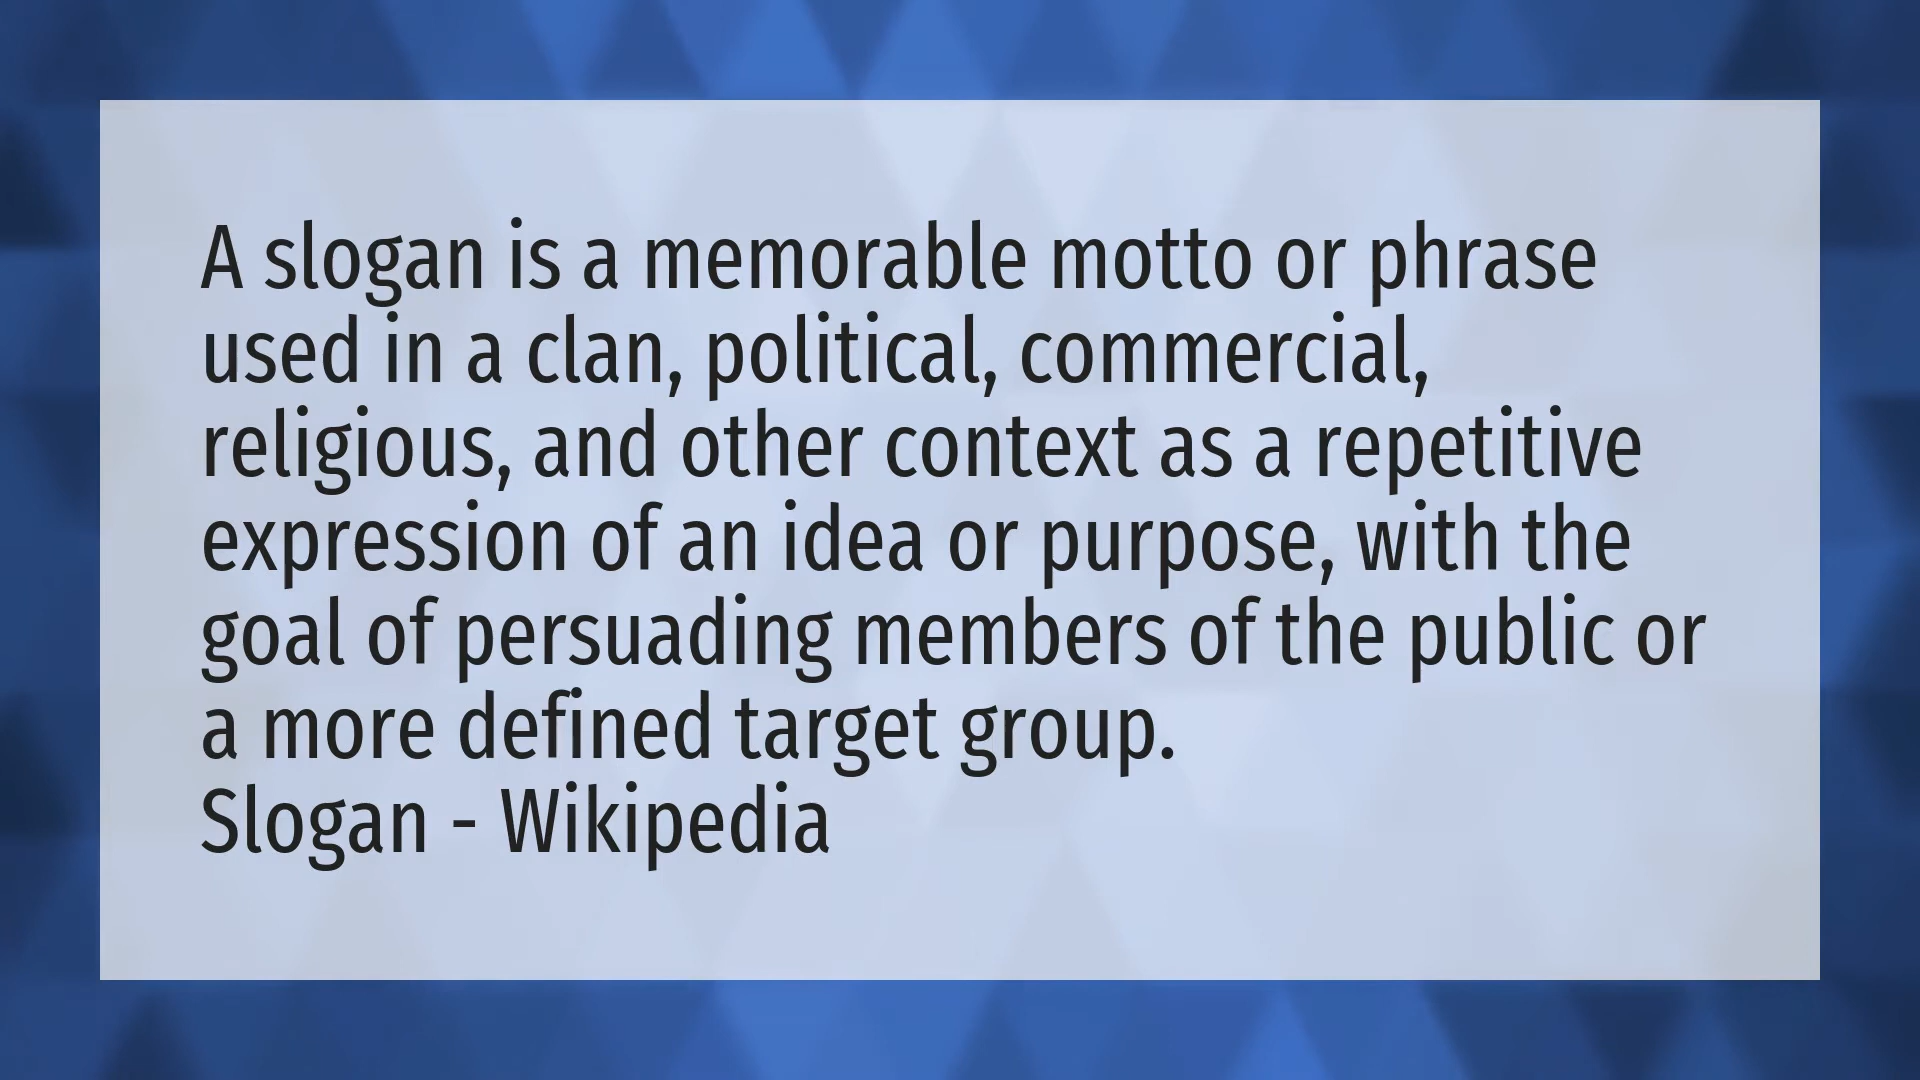 A slogan is a memorable motto or phrase
used in a clan, political, commercial,
religious, and other context as a repetitive
expression of an idea or purpose, with the
goal of persuading members of the public or
a more defined target group.
Slogan - Wikipedia